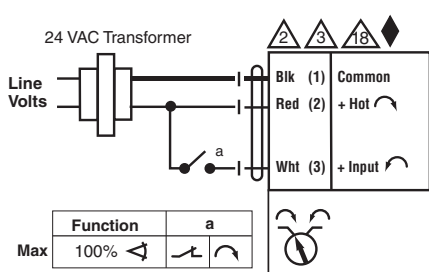 24 VAC Transformer
2 3 18
Line
Volts
Blk (1) Common
Red (2) + Hot
a
Wht (3) + Input
Function a
Max 100%